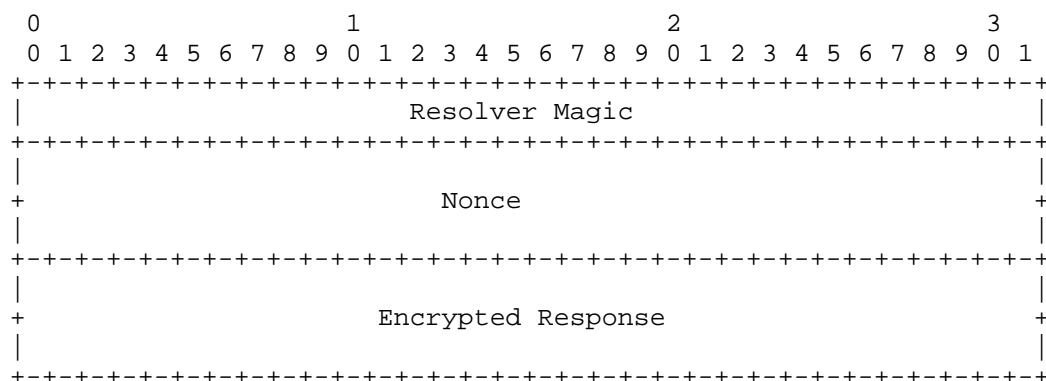 0                   1                   2                   3
 0 1 2 3 4 5 6 7 8 9 0 1 2 3 4 5 6 7 8 9 0 1 2 3 4 5 6 7 8 9 0 1
+-+-+-+-+-+-+-+-+-+-+-+-+-+-+-+-+-+-+-+-+-+-+-+-+-+-+-+-+-+-+-+-+
|                        Resolver Magic                         |
+-+-+-+-+-+-+-+-+-+-+-+-+-+-+-+-+-+-+-+-+-+-+-+-+-+-+-+-+-+-+-+-+
|                                                               |
+                          Nonce                                +
|                                                               |
+-+-+-+-+-+-+-+-+-+-+-+-+-+-+-+-+-+-+-+-+-+-+-+-+-+-+-+-+-+-+-+-+
|                                                               |
+                      Encrypted Response                       +
|                                                               |
+-+-+-+-+-+-+-+-+-+-+-+-+-+-+-+-+-+-+-+-+-+-+-+-+-+-+-+-+-+-+-+-+